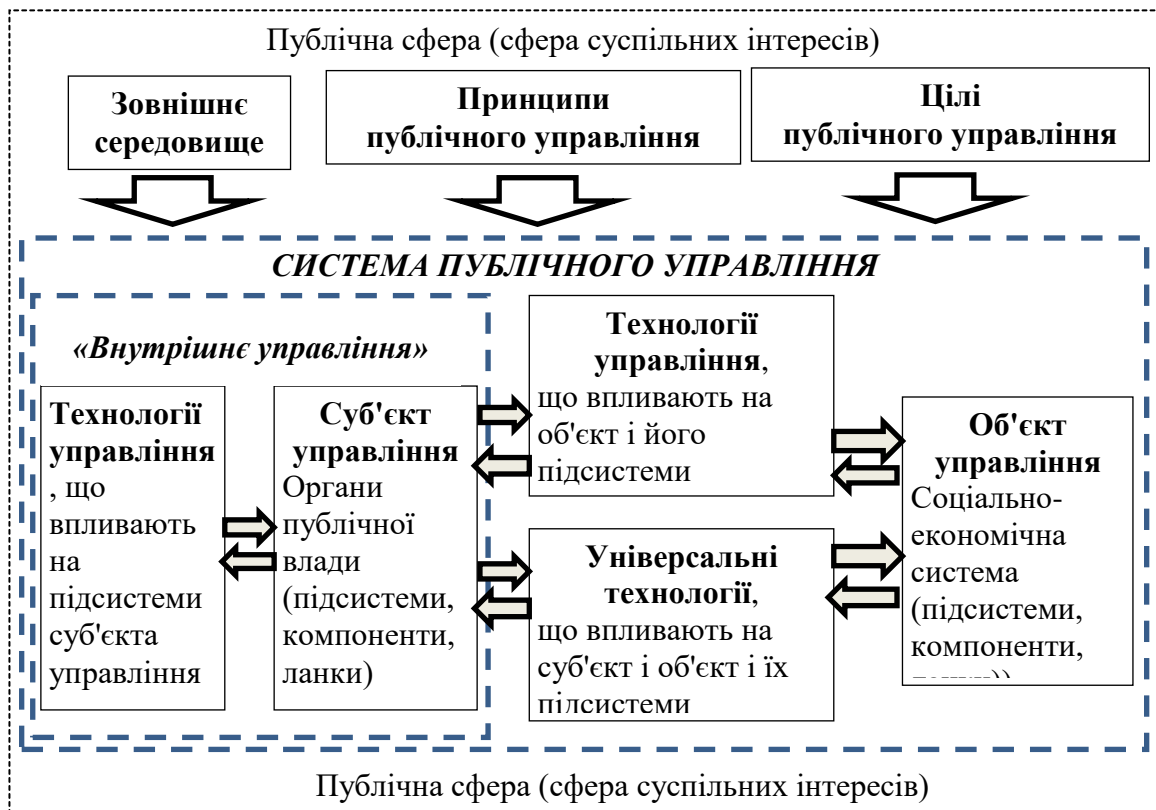 Публічна сфера (сфера суспільних інтересів)
Зовнішнє
середовище
Принципи
публічного управління
Цілі
публічного управління
СИСТЕМА ПУБЛІЧНОГО УПРАВЛІННЯ
«Внутрішнє управління»
Технології
управління
, що
впливають
на
підсистеми
суб'єкта
управління
Суб'єкт
управління
Органи
публічної
влади
(підсистеми,
компоненти,
ланки)
Технології
управління,
що впливають на
об'єкт і його
підсистеми
Універсальні
технології,
що впливають на
суб'єкт і об'єкт і їх
підсистеми
Об'єкт
управління
Соціально-
економічна
система
(підсистеми,
компоненти,
Публічна сфера (сфера суспільних інтересів)